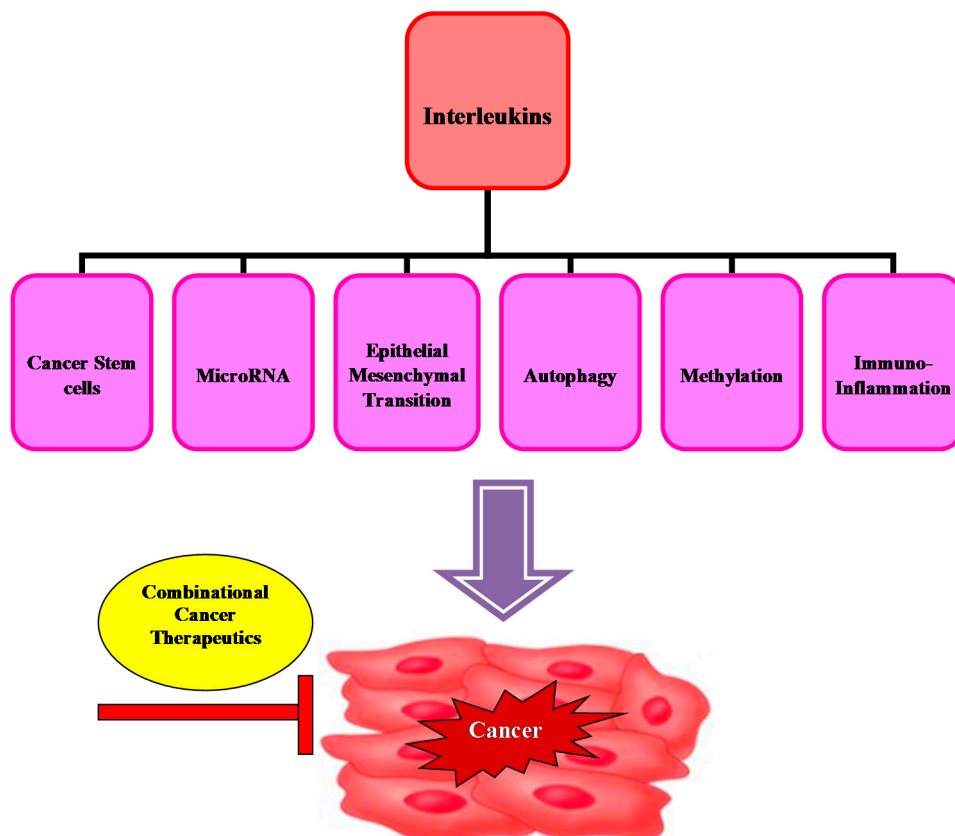 Interleukins
Cancer Stem
cells
MicroRNA
Epithelial
Mesenchymal
Transition
Autophagy
Methylation
Immuno-
Inflammation
Combinational
Cancer
Therapeutics
Cancer